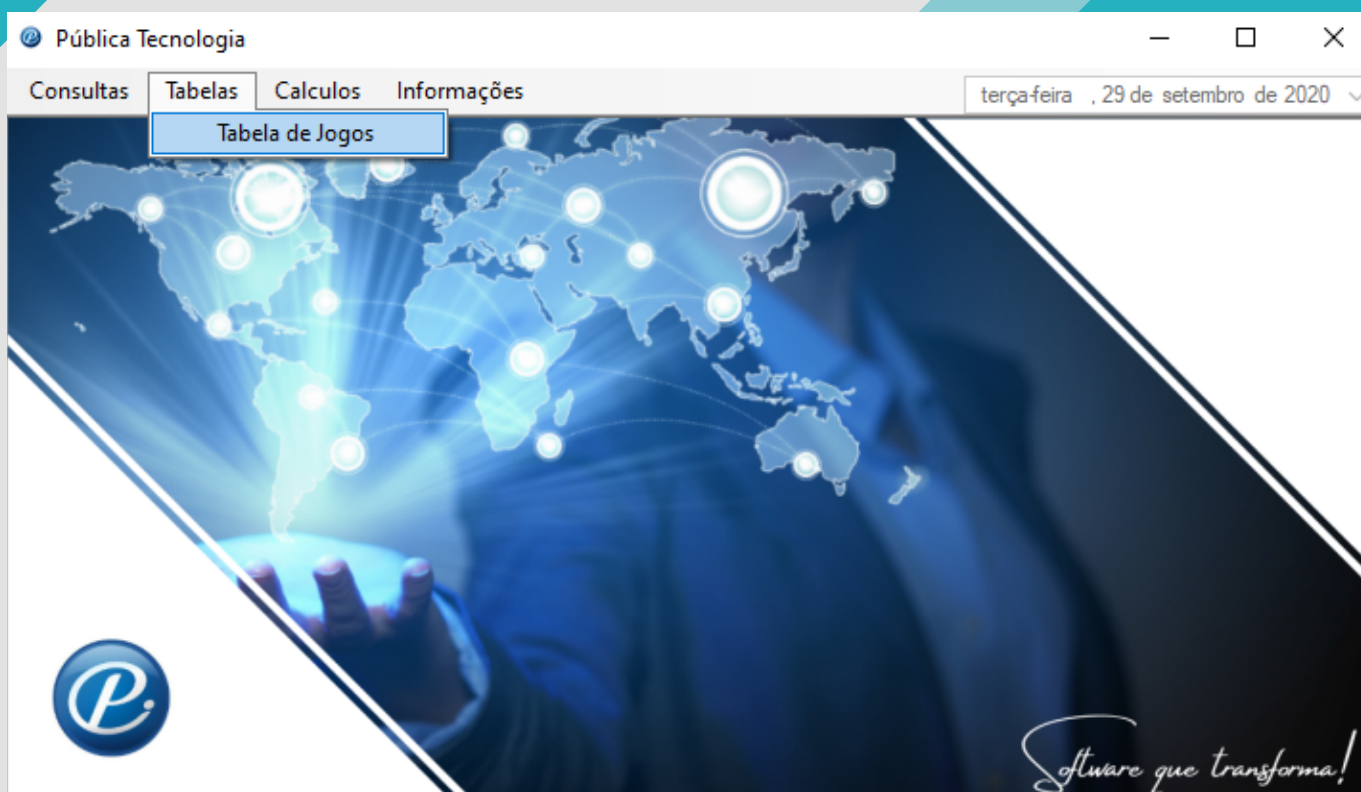 Pública Tecnologia
Consultas Tabelas Calculos Informações terça-feira , 29 de setembro de 2020
Tabela de Jogos
Software que transforma!